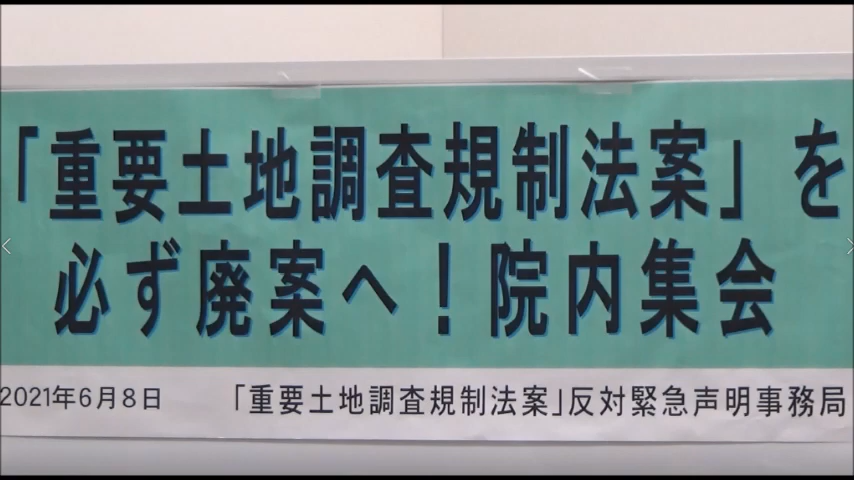 「重要土地調査規制法案」を
必ず廃案へ！院内集会
2021年6月8日 「重要土地調査規制法案」反対緊急声明事務局